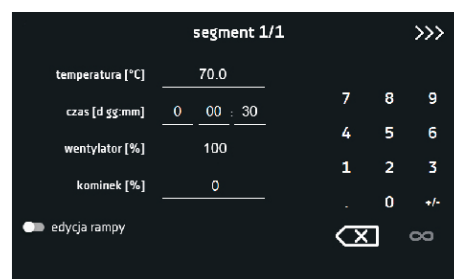 segment 1/1 >>>
temperatura [°C] 70.0
czas [d gg:mm] 0 00 : 30
wentylator [%] 100
kominek [%] 0
edycja rampy
7 8 9
4 5 6
1 2 3
. 0 +/-
X ∞